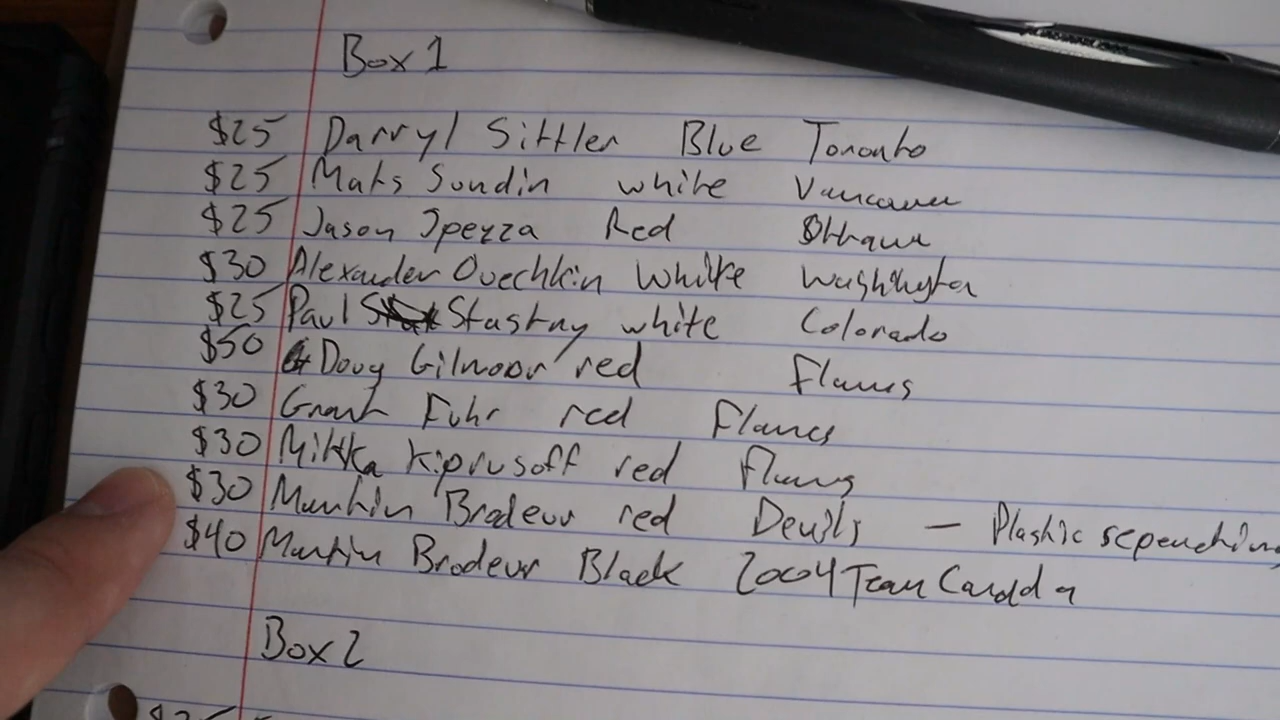 Box 1
$25 Darryl Sittler Blue Toronto
$25 Mats Sundin white Vancouver
$25 Jason Spezza Red Ottawa
$30 Alexander Ovechkin White Washington
$25 Paul Stastny white Colorado
$50 Doug Gilmour red Flames
$30 Grant Fuhr red Flames
$30 Miikka Kiprusoff red Flames
$30 Martin Brodeur red Devils - Plastic seperating
$40 Martin Brodeur Black 2004 Team Canada
Box 2